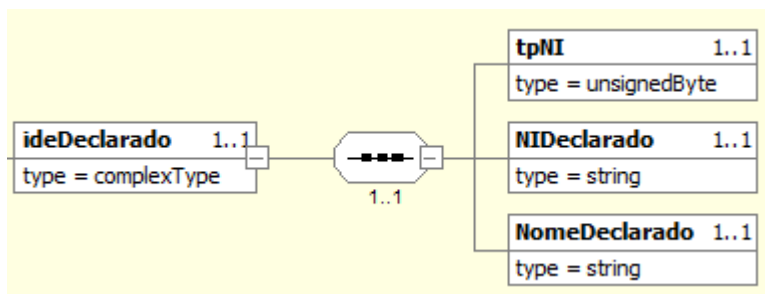 ideDeclarado 1..1
type = complexType
1..1
tpNI 1..1
type = unsignedByte
NIDeclarado 1..1
type = string
NomeDeclarado 1..1
type = string